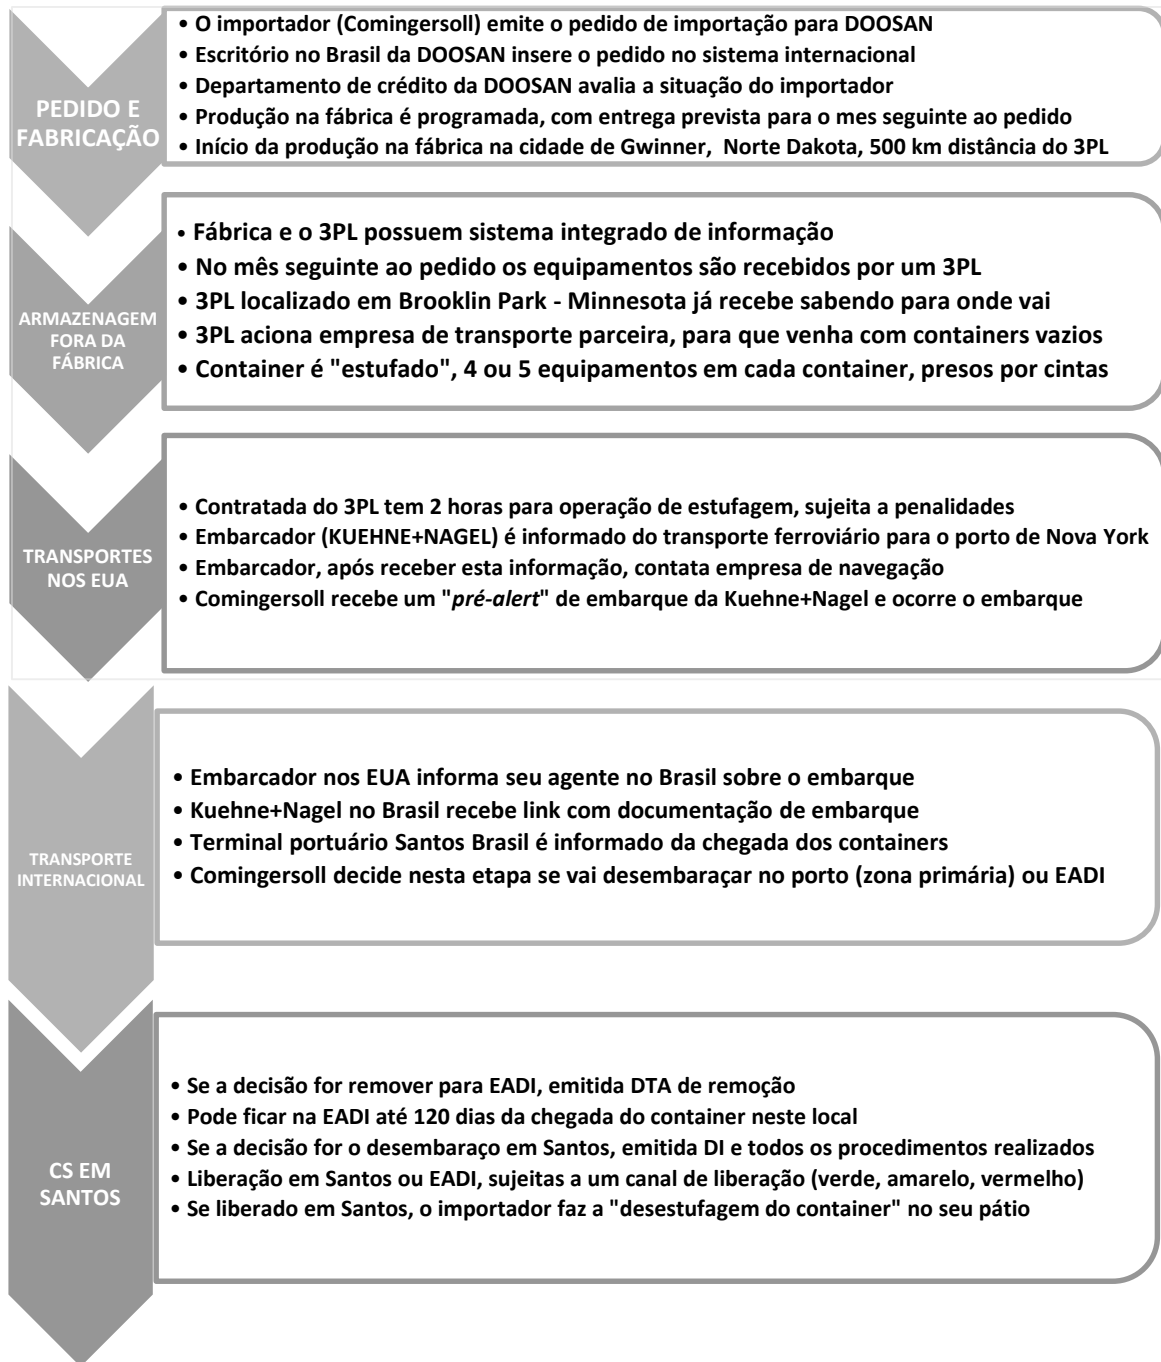 PEDIDO E
FABRICAÇÃO
• O importador (Comingersoll) emite o pedido de importação para DOOSAN
• Escritório no Brasil da DOOSAN insere o pedido no sistema internacional
• Departamento de crédito da DOOSAN avalia a situação do importador
• Produção na fábrica é programada, com entrega prevista para o mes seguinte ao pedido
• Início da produção na fábrica na cidade de Gwinner, Norte Dakota, 500 km distância do 3PL
ARMAZENAGEM
FORA DA
FÁBRICA
• Fábrica e o 3PL possuem sistema integrado de informação
• No mês seguinte ao pedido os equipamentos são recebidos por um 3PL
• 3PL localizado em Brooklin Park - Minnesota já recebe sabendo para onde vai
• 3PL aciona empresa de transporte parceira, para que venha com containers vazios
• Container é "estufado", 4 ou 5 equipamentos em cada container, presos por cintas
TRANSPORTES
NOS EUA
• Contratada do 3PL tem 2 horas para operação de estufagem, sujeita a penalidades
• Embarcador (KUEHNE+NAGEL) é informado do transporte ferroviário para o porto de Nova York
• Embarcador, após receber esta informação, contata empresa de navegação
• Comingersoll recebe um "pré-alert" de embarque da Kuehne+Nagel e ocorre o embarque
TRANSPORTE
INTERNACIONAL
• Embarcador nos EUA informa seu agente no Brasil sobre o embarque
• Kuehne+Nagel no Brasil recebe link com documentação de embarque
• Terminal portuário Santos Brasil é informado da chegada dos containers
• Comingersoll decide nesta etapa se vai desembaraçar no porto (zona primária) ou EADI
CS EM
SANTOS
• Se a decisão for remover para EADI, emitida DTA de remoção
• Pode ficar na EADI até 120 dias da chegada do container neste local
• Se a decisão for o desembaraço em Santos, emitida DI e todos os procedimentos realizados
• Liberação em Santos ou EADI, sujeitas a um canal de liberação (verde, amarelo, vermelho)
• Se liberado em Santos, o importador faz a "desestufagem do container" no seu pátio